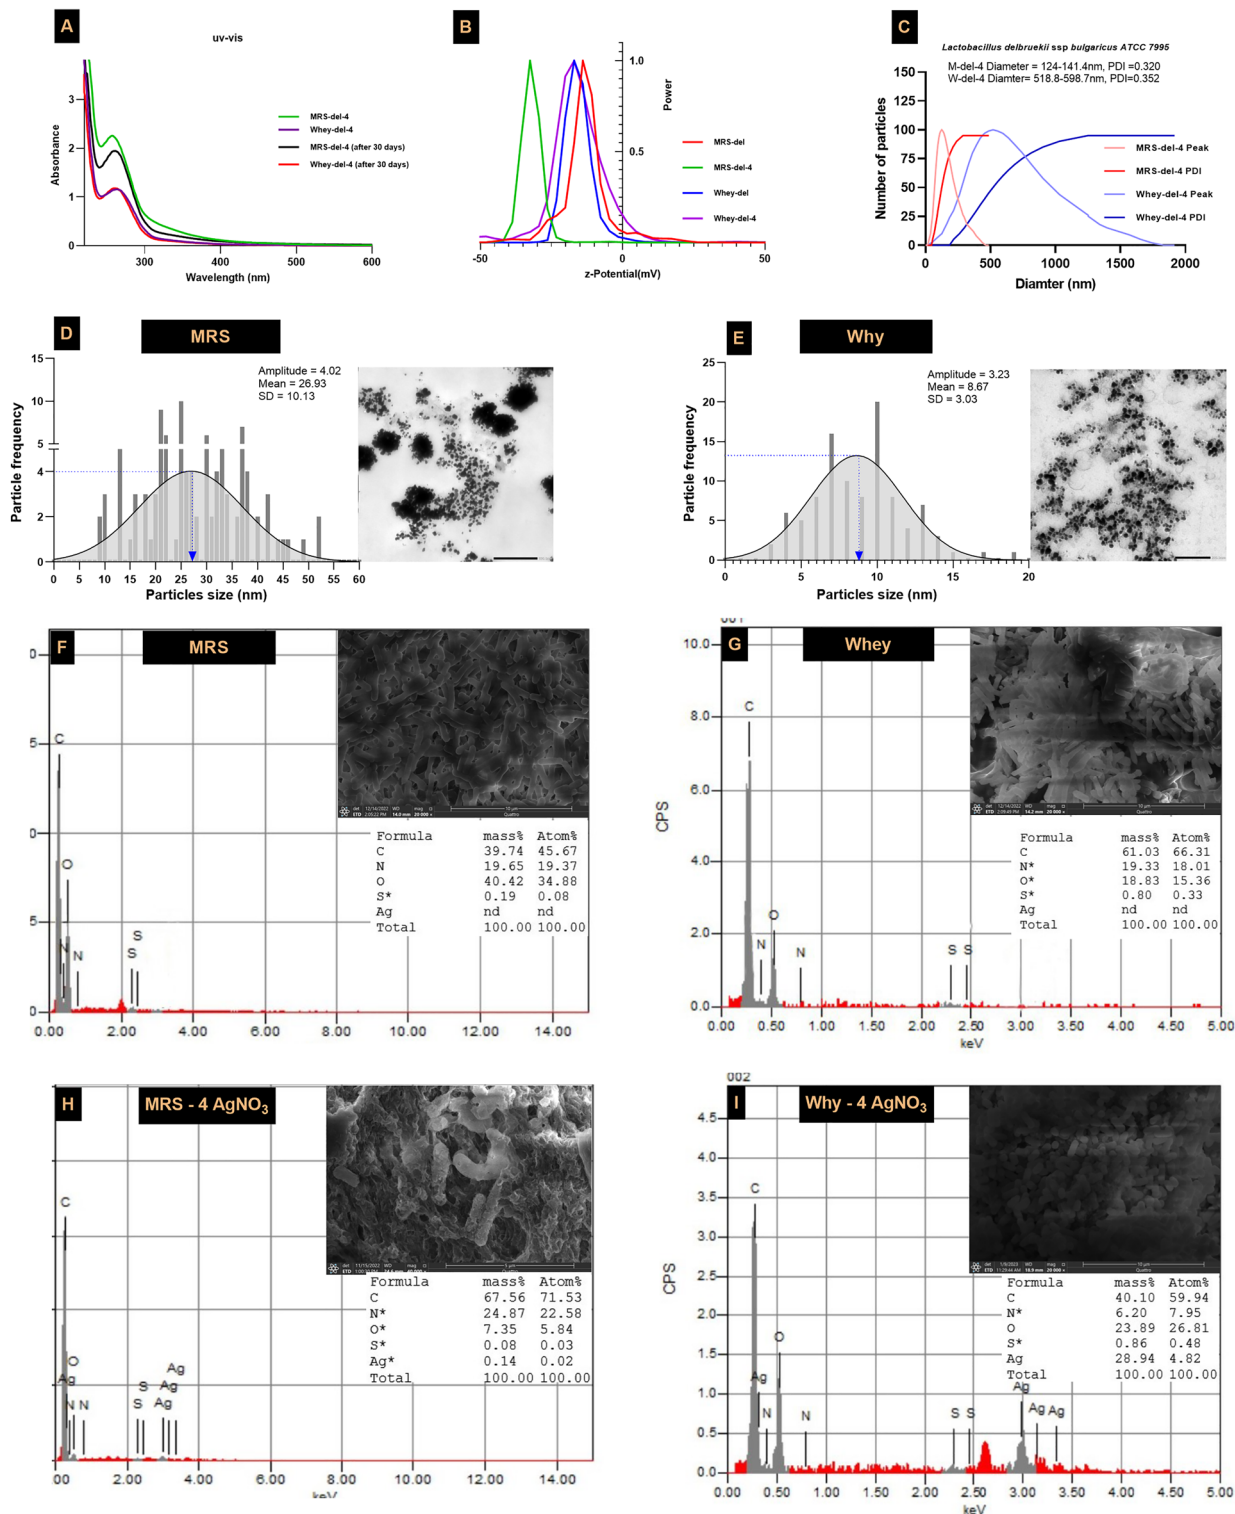 A
uv-vis
3
2
1
0
300
400
500
600
Absorbance
Wavelength (nm)
MRS-del-4
Whey-del-4
MRS-del-4 (after 30 days)
Whey-del-4 (after 30 days)
B
1.0
0.5
Power
-50
0
50
z-Potential(mV)
MRS-del
MRS-del-4
Whey-del
Whey-del-4
C
Lactobacillus delbruekii ssp bulgaricus ATCC 7995
M-del-4 Diameter = 124-141.4nm, PDI =0.320
W-del-4 Diamter= 518.8-598.7nm, PDI=0.352
150
125
100
75
50
25
0
Number of particles
0
500
1000
1500
2000
Diamter (nm)
MRS-del-4 Peak
MRS-del-4 PDI
Whey-del-4 Peak
Whey-del-4 PDI
D
MRS
15
10
5
4
2
0
Particle frequency
Amplitude = 4.02
Mean = 26.93
SD = 10.13
0 5 10 15 20 25 30 35 40 45 50 55 60
Particles size (nm)
E
Why
25
20
15
10
5
0
Particle frequency
Amplitude = 3.23
Mean = 8.67
SD = 3.03
0 5 10 15 20
Particles size (nm)
F
MRS
0
5
0
5
0
C
O
N
N
S
S
Formula mass% Atom%
C 39.74 45.67
N 19.65 19.37
O 40.42 34.88
S* 0.19 0.08
Ag nd nd
Total 100.00 100.00
0.00 2.00 4.00 6.00 8.00 10.00 12.00 14.00
keV
G
Whey
10.0
8.0
6.0
4.0
2.0
0.0
CPS
C
O
N
N
S
S
Formula mass% Atom%
C 61.03 66.31
N* 19.33 18.01
O* 18.83 15.36
S* 0.80 0.33
Ag nd nd
Total 100.00 100.00
0.00 0.50 1.00 1.50 2.00 2.50 3.00 3.50 4.00 4.50 5.00
keV
H
MRS - 4 AgNO₃
C
O
Ag
N N
S
S
Ag
Ag
Ag
Formula mass% Atom%
C 67.56 71.53
N* 24.87 22.58
O* 7.35 5.84
S* 0.08 0.03
Ag* 0.14 0.02
Total 100.00 100.00
00 2.00 4.00 6.00 8.00 10.00 12.00 14.00
keV
002
I
Why - 4 AgNO₃
4.5
4.0
3.5
3.0
2.5
2.0
1.5
1.0
0.5
0.0
CPS
C
O
Ag
N
N
S S
Ag
Ag Ag
Formula mass% Atom%
C 40.10 59.94
N* 6.20 7.95
O 23.89 26.81
S* 0.86 0.48
Ag 28.94 4.82
Total 100.00 100.00
0.00 0.50 1.00 1.50 2.00 2.50 3.00 3.50 4.00 4.50 5.00
keV